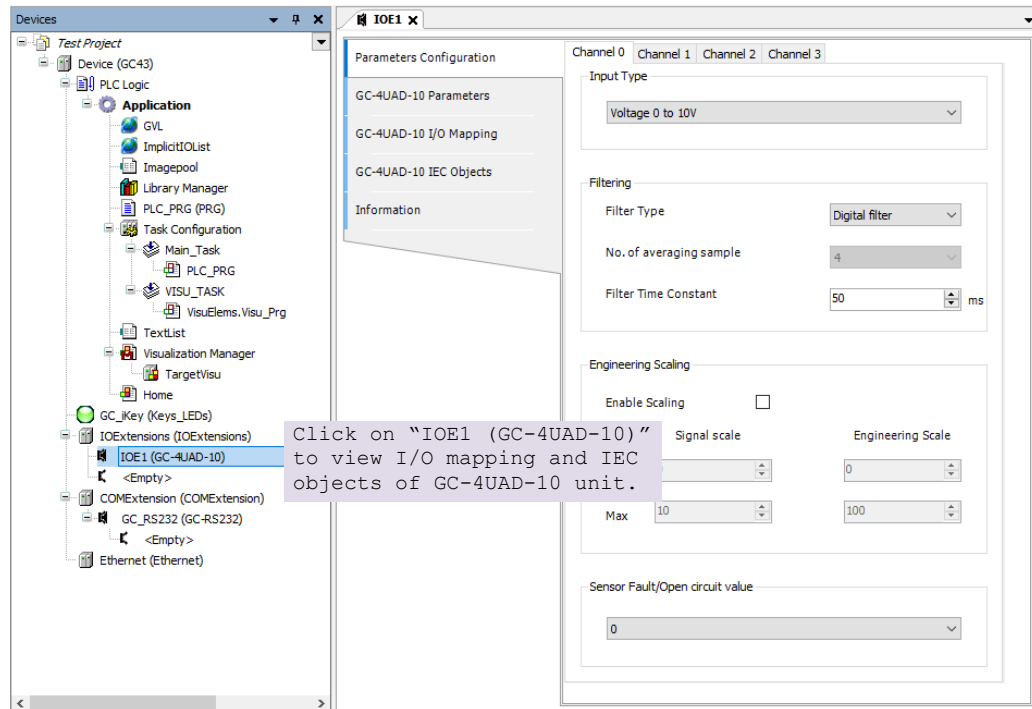 Devices
Test Project
Device (GC43)
PLC Logic
Application
GVL
ImplicitIOList
Imagepool
Library Manager
PLC_PRG (PRG)
Task Configuration
Main_Task
PLC_PRG
VISU_TASK
VisuElems.Visu_Prg
TextList
Visualization Manager
TargetVisu
Home
GC_iKey (Keys_LEDs)
IOExtensions (IOExtensions)
IOE1 (GC-4UAD-10)
<Empty>
COMExtension (COMExtension)
GC_RS232 (GC-RS232)
<Empty>
Ethernet (Ethernet)
IOE1
Parameters Configuration
GC-4UAD-10 Parameters
GC-4UAD-10 I/O Mapping
GC-4UAD-10 IEC Objects
Information
Channel 0 Channel 1 Channel 2 Channel 3
Input Type
Voltage 0 to 10V
Filtering
Filter Type Digital filter
No. of averaging sample 4
Filter Time Constant 50 ms
Engineering Scaling
Enable Scaling
Signal scale Engineering Scale
0
Max 10 100
Sensor Fault/Open circuit value
0
Click on “IOE1 (GC-4UAD-10)”
to view I/O mapping and IEC
objects of GC-4UAD-10 unit.